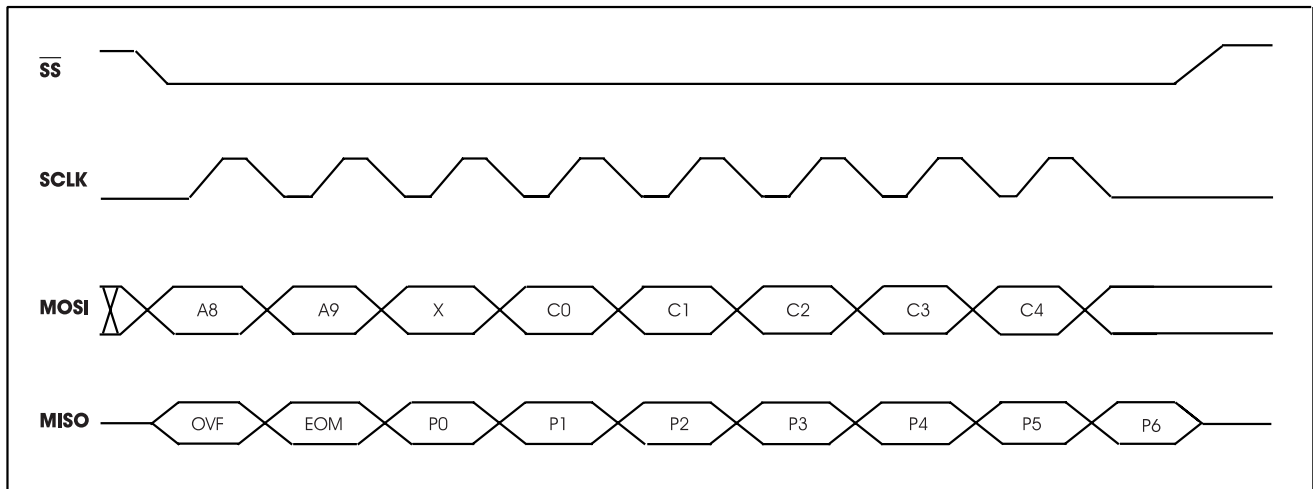 SS
SCLK
MOSI A8 A9 X C0 C1 C2 C3 C4
MISO OVF EOM P0 P1 P2 P3 P4 P5 P6